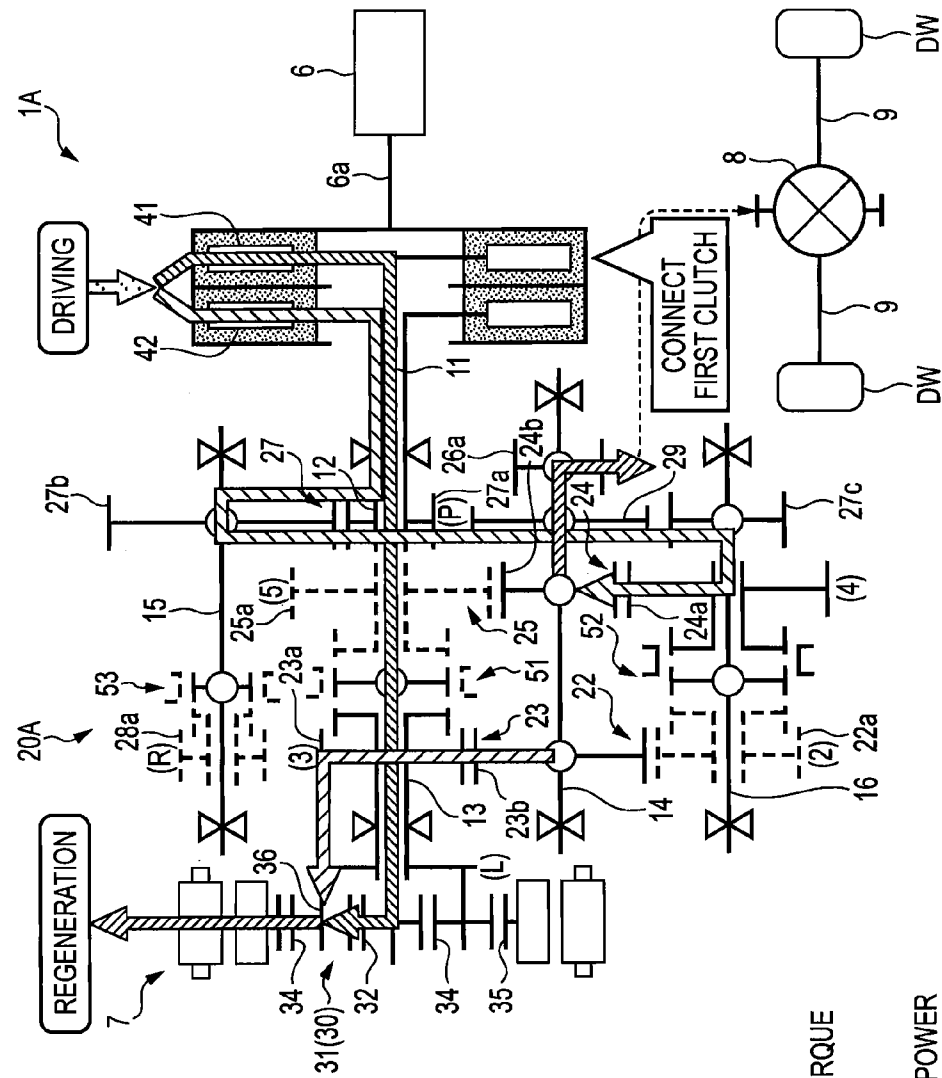 1A
DRIVING
6
6a
41
42
CONNECT
FIRST CLUTCH
DW
9
8
9
DW
11
27b
27
12
26a
24b
(P)
27a
24
29
27c
15
25a
(5)
25
24a
(4)
52
53
23a
51
20A
28a
(R)
(3)
23
22
23b
22a
(2)
13
14
16
REGENERATION
36
(L)
7
34
31(30)
32
34
35
RQUE
POWER